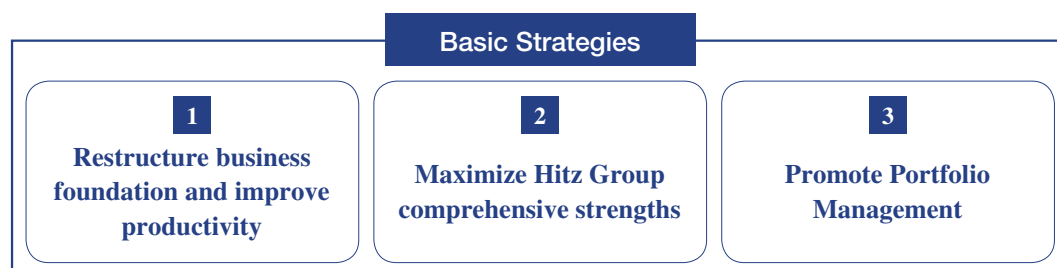 Basic Strategies
1
Restructure business
foundation and improve
productivity
2
Maximize Hitz Group
comprehensive strengths
3
Promote Portfolio
Management